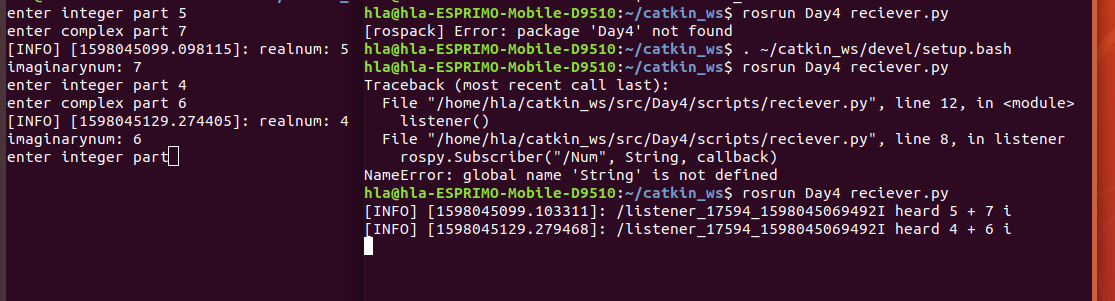 enter integer part 5
enter complex part 7
[INFO] [1598045099.098115]: realnum: 5
imaginarynum: 7
enter integer part 4
enter complex part 6
[INFO] [1598045129.274405]: realnum: 4
imaginarynum: 6
enter integer part
hla@hla-ESPRIMO-Mobile-D9510:~/catkin_ws$ rosrun Day4 reciever.py
[rospack] Error: package 'Day4' not found
hla@hla-ESPRIMO-Mobile-D9510:~/catkin_ws$ . ~/catkin_ws/devel/setup.bash
hla@hla-ESPRIMO-Mobile-D9510:~/catkin_ws$ rosrun Day4 reciever.py
Traceback (most recent call last):
  File "/home/hla/catkin_ws/src/Day4/scripts/reciever.py", line 12, in <module>
    listener()
  File "/home/hla/catkin_ws/src/Day4/scripts/reciever.py", line 8, in listener
    rospy.Subscriber("/Num", String, callback)
NameError: global name 'String' is not defined
hla@hla-ESPRIMO-Mobile-D9510:~/catkin_ws$ rosrun Day4 reciever.py
[INFO] [1598045099.103311]: /listener_17594_1598045069492I heard 5 + 7 i
[INFO] [1598045129.279468]: /listener_17594_1598045069492I heard 4 + 6 i